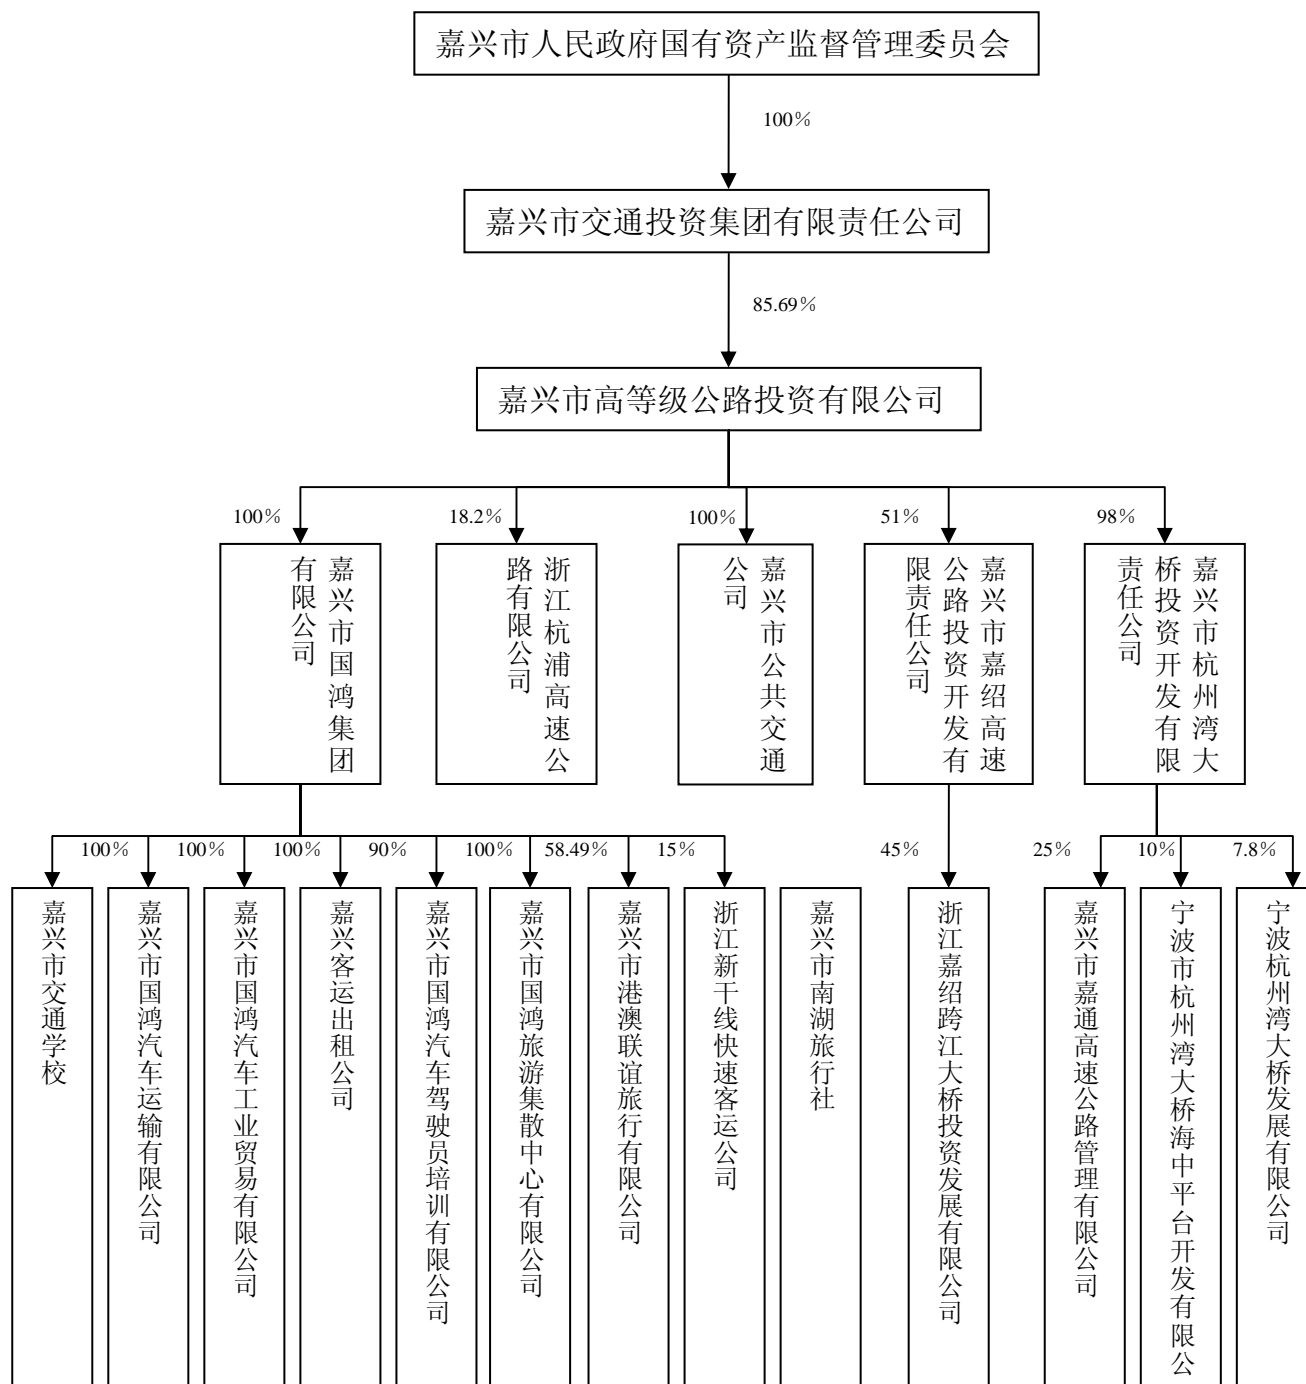 嘉兴市人民政府国有资产监督管理委员会
100%
嘉兴市交通投资集团有限责任公司
85.69%
嘉兴市高等级公路投资有限公司
100%
18.2%
100%
51%
98%
嘉兴市国鸿集团
有限公司
浙江杭浦高速公
路有限公司
嘉兴市公共交通
公司
嘉兴市嘉绍高速
公路投资开发有
限责任公司
嘉兴市杭州湾大
桥投资开发有限
责任公司
100%
100%
100%
90%
100%
58.49%
15%
45%
25%
10%
7.8%
嘉兴市交通学校
嘉兴市国鸿汽车运输有限公司
嘉兴市国鸿汽车工业贸易有限公司
嘉兴客运出租公司
嘉兴市国鸿汽车驾驶员培训有限公司
嘉兴市国鸿旅游集散中心有限公司
嘉兴市港澳联谊旅行有限公司
浙江新干线快速客运公司
嘉兴市南湖旅行社
浙江嘉绍跨江大桥投资发展有限公司
嘉兴市嘉通高速公路管理有限公司
宁波市杭州湾大桥海中平台开发有限公
宁波杭州湾大桥发展有限公司